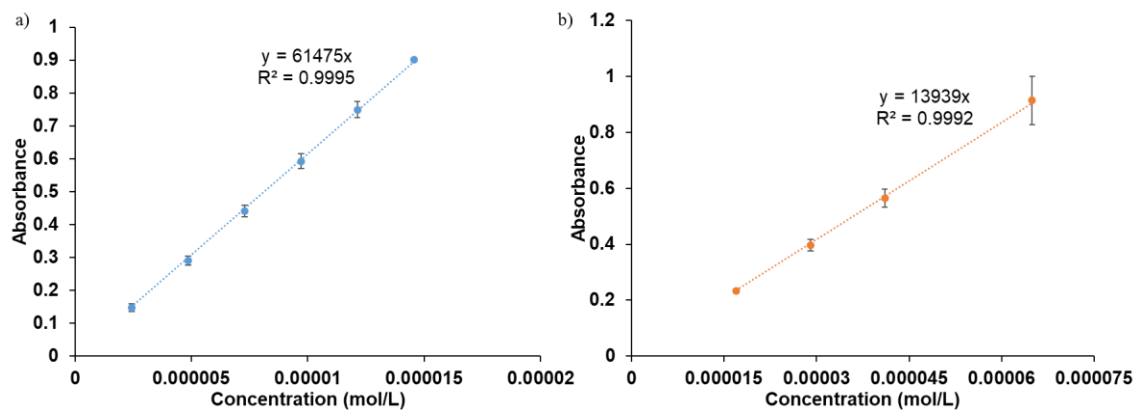 a)
Absorbance
1
0.9
0.8
0.7
0.6
0.5
0.4
0.3
0.2
0.1
0
y = 61475x
R² = 0.9995
0 0.000005 0.00001 0.000015 0.00002
Concentration (mol/L)
b)
Absorbance
1.2
1
0.8
0.6
0.4
0.2
0
y = 13939x
R² = 0.9992
0 0.000015 0.00003 0.000045 0.00006 0.000075
Concentration (mol/L)